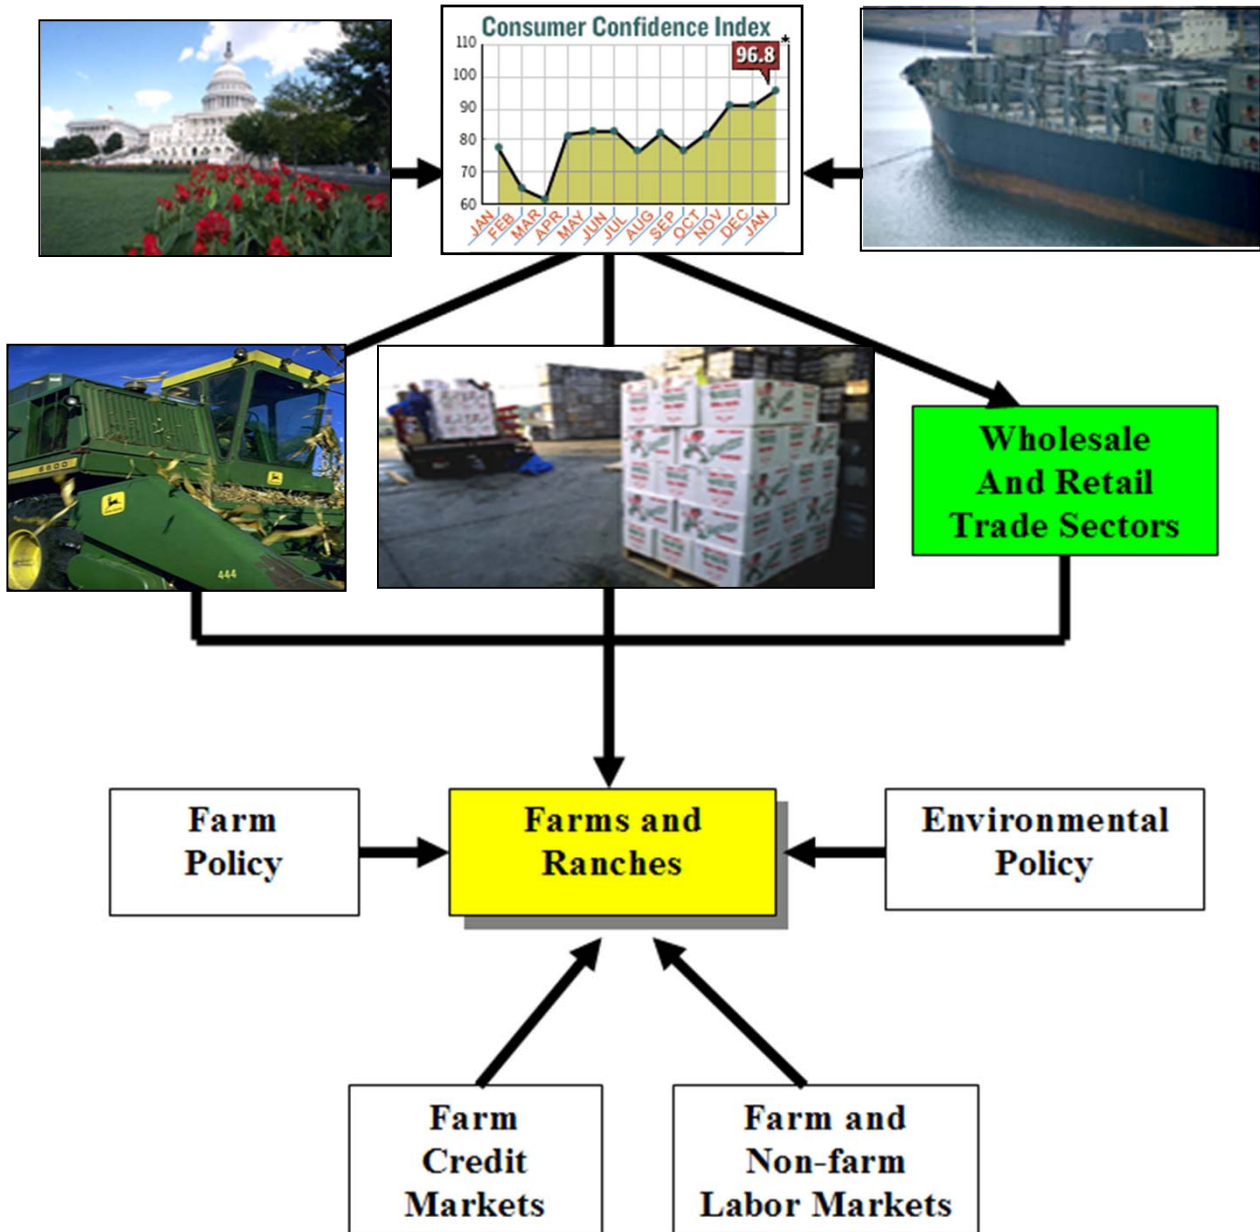 Consumer Confidence Index
*
110
100
90
80
70
60
96.8
JAN
FEB
MAR
APR
MAY
JUN
JUL
AUG
SEP
OCT
NOV
DEC
JAN
6600
444
Wholesale
And Retail
Trade Sectors
Farm
Policy
Farms and
Ranches
Environmental
Policy
Farm
Credit
Markets
Farm and
Non-farm
Labor Markets